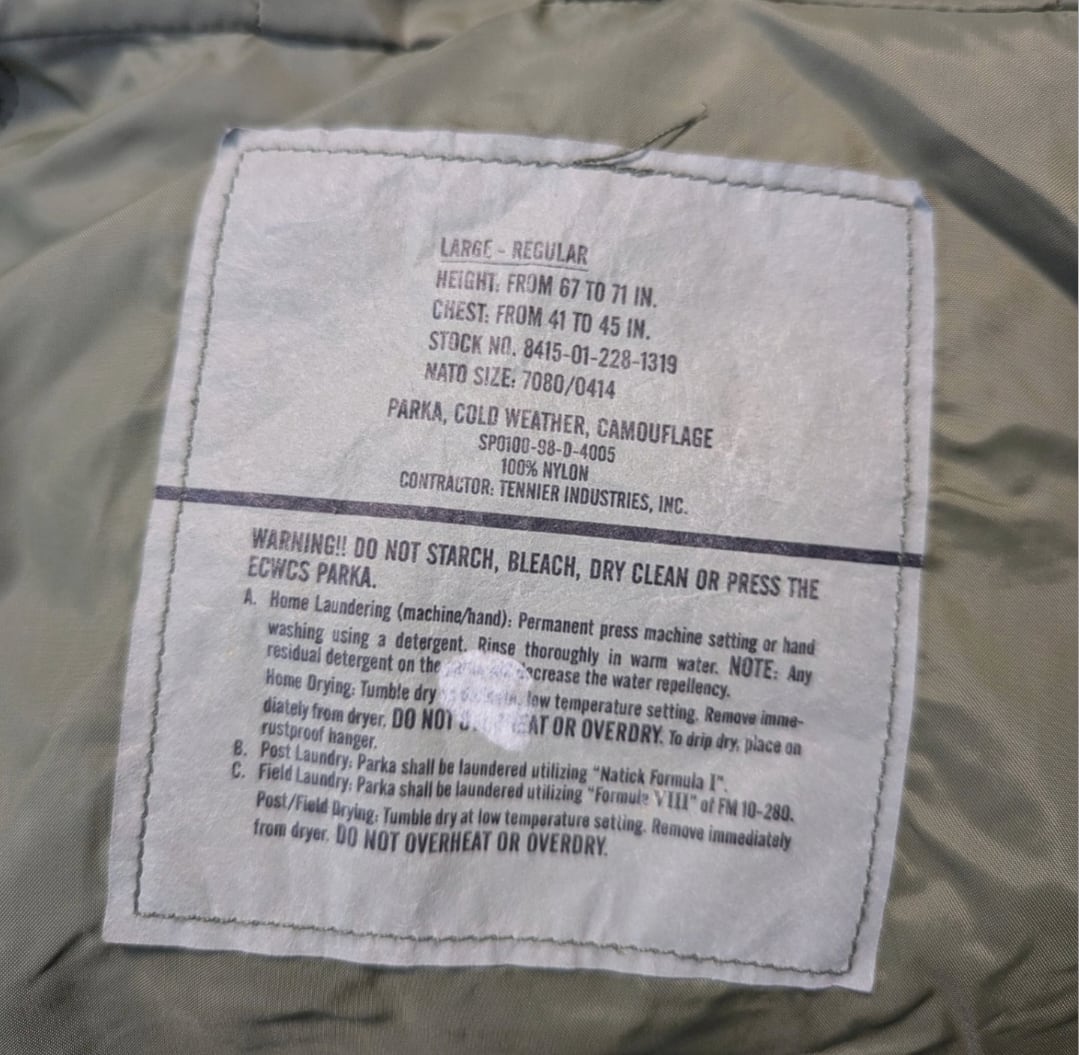 LARGE - REGULAR
HEIGHT: FROM 67 TO 71 IN.
CHEST: FROM 41 TO 45 IN.
STOCK NO. 8415-01-228-1319
NATO SIZE: 7080/0414
PARKA, COLD WEATHER, CAMOUFLAGE
SP0100-98-D-4005
100% NYLON
CONTRACTOR: TENNIER INDUSTRIES, INC.
WARNING!! DO NOT STARCH, BLEACH, DRY CLEAN OR PRESS THE
ECWCS PARKA.
A. Home Laundering (machine/hand): Permanent press machine setting or hand
washing using a detergent. Rinse thoroughly in warm water. NOTE: Any
residual detergent on the the water repellency.
Home Drying: Tumble dry low temperature setting. Remove imme-
diately from dryer. DO NOT OR OVERDRY. To drip dry, place on
rustproof hanger.
B. Post Laundry: Parka shall be laundered utilizing "Natick Formula I".
C. Field Laundry: Parka shall be laundered utilizing "Formula VIII" of FM 10-280.
Post/Field Drying: Tumble dry at low temperature setting. Remove immediately
from dryer. DO NOT OVERHEAT OR OVERDRY.